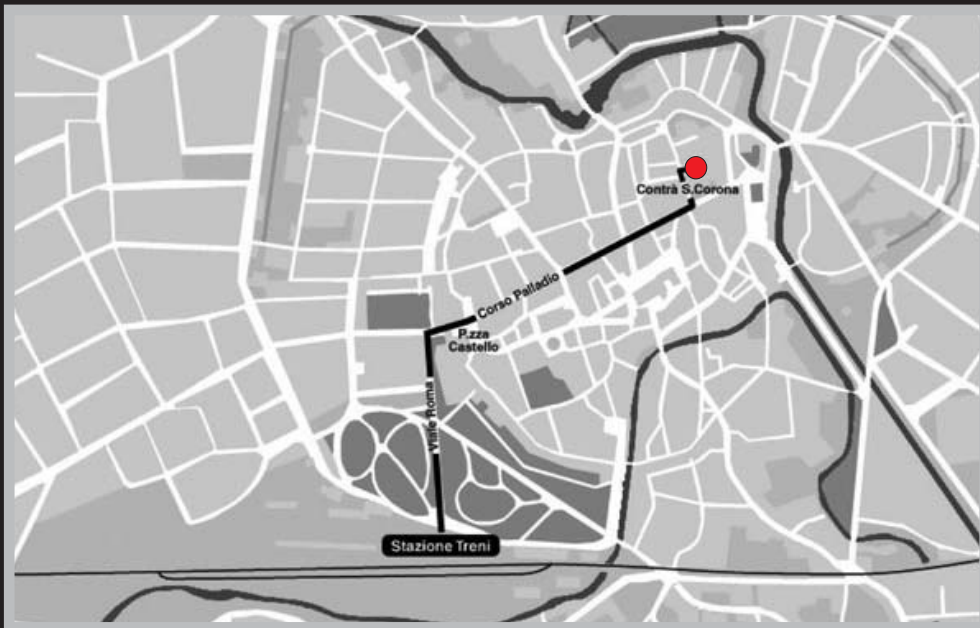 Contrà S.Corona
Corso Palladio
P.zza
Castello
Viale Roma
Stazione Treni